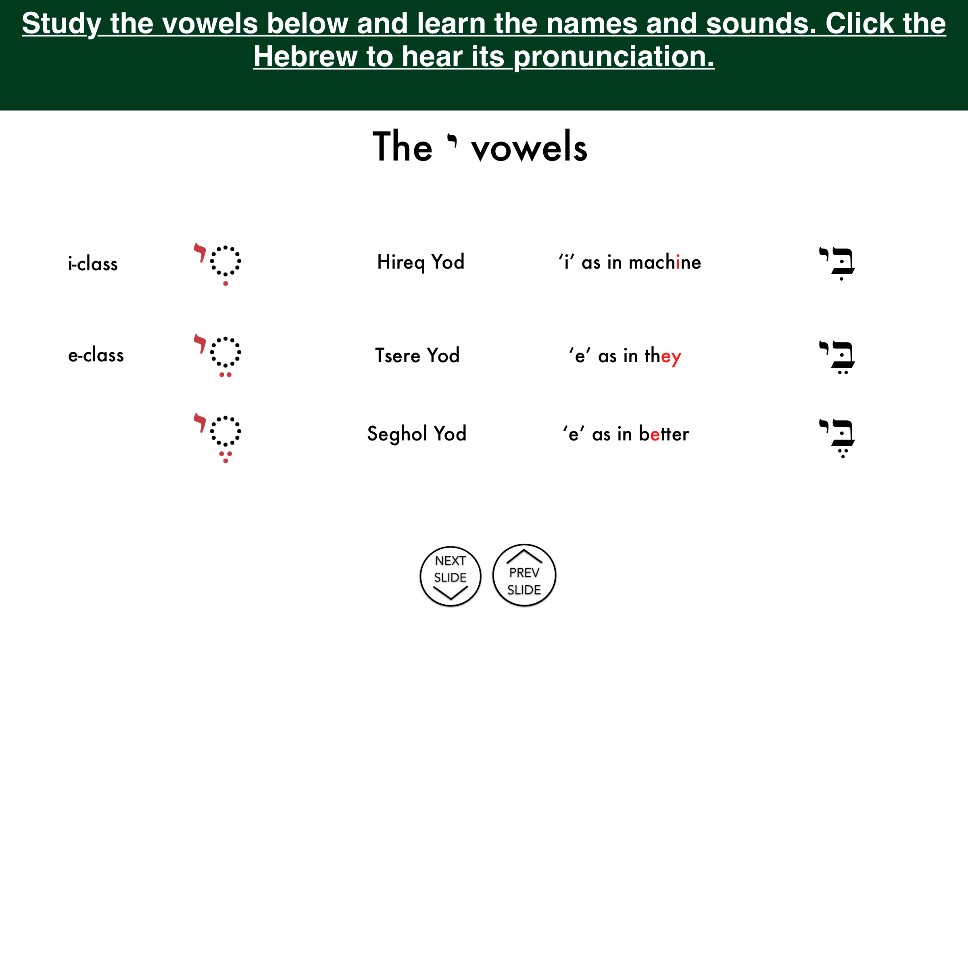 Study the vowels below and learn the names and sounds. Click the
Hebrew to hear its pronunciation.
The י vowels
i-class ◌ִי Hireq Yod ‘i’ as in machine בִּי
e-class ◌ֵי Tsere Yod ‘e’ as in they בֵּי
◌ֶי Seghol Yod ‘e’ as in better בֶּי
NEXT
SLIDE
PREV
SLIDE